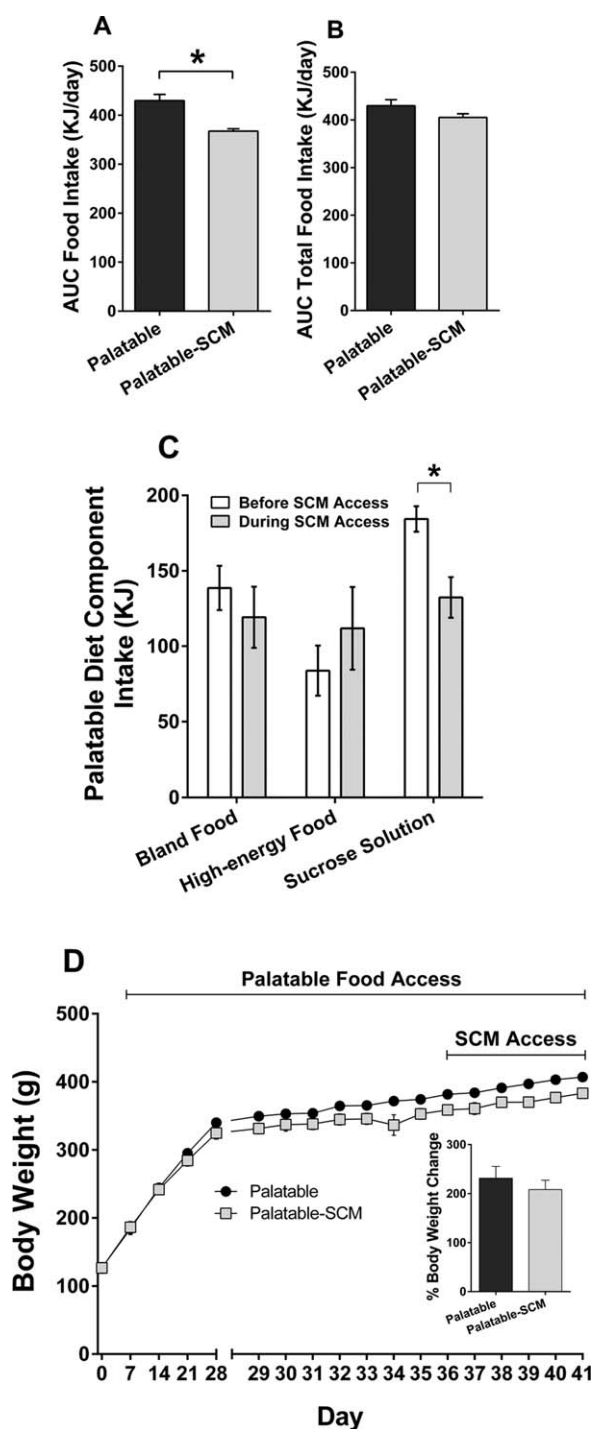 A
*
AUC Food Intake (KJ/day)
500
400
300
200
100
0
Palatable
Palatable-SCM
B
AUC Total Food Intake (KJ/day)
500
400
300
200
100
0
Palatable
Palatable-SCM
C
Palatable Diet Component
Intake (KJ)
200
150
100
50
0
Before SCM Access
During SCM Access
*
Bland Food
High-energy Food
Sucrose Solution
D
Palatable Food Access
SCM Access
Body Weight (g)
500
400
300
200
100
0
Palatable
Palatable-SCM
% Body Weight Change
300
200
100
0
Palatable
Palatable-SCM
0 7 14 21 28 29 30 31 32 33 34 35 36 37 38 39 40 41
Day